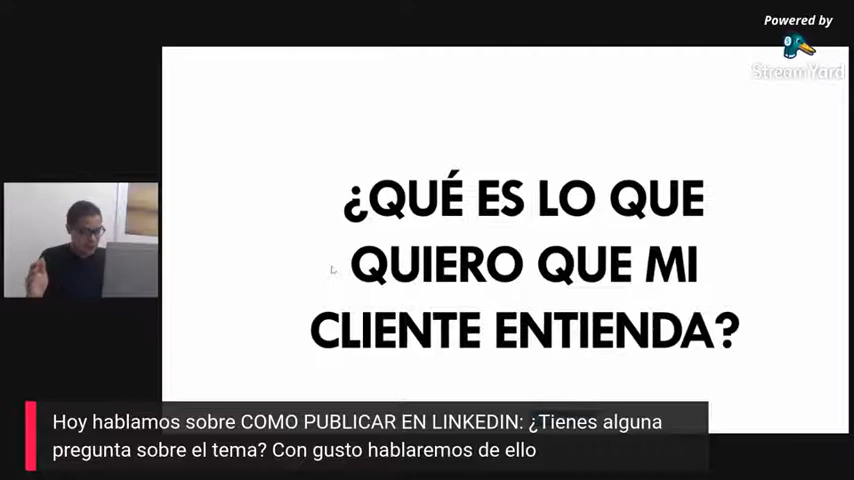 Powered by
StreamYard
¿QUÉ ES LO QUE
QUIERO QUE MI
CLIENTE ENTIENDA?
Hoy hablamos sobre COMO PUBLICAR EN LINKEDIN: ¿Tienes alguna
pregunta sobre el tema? Con gusto hablaremos de ello